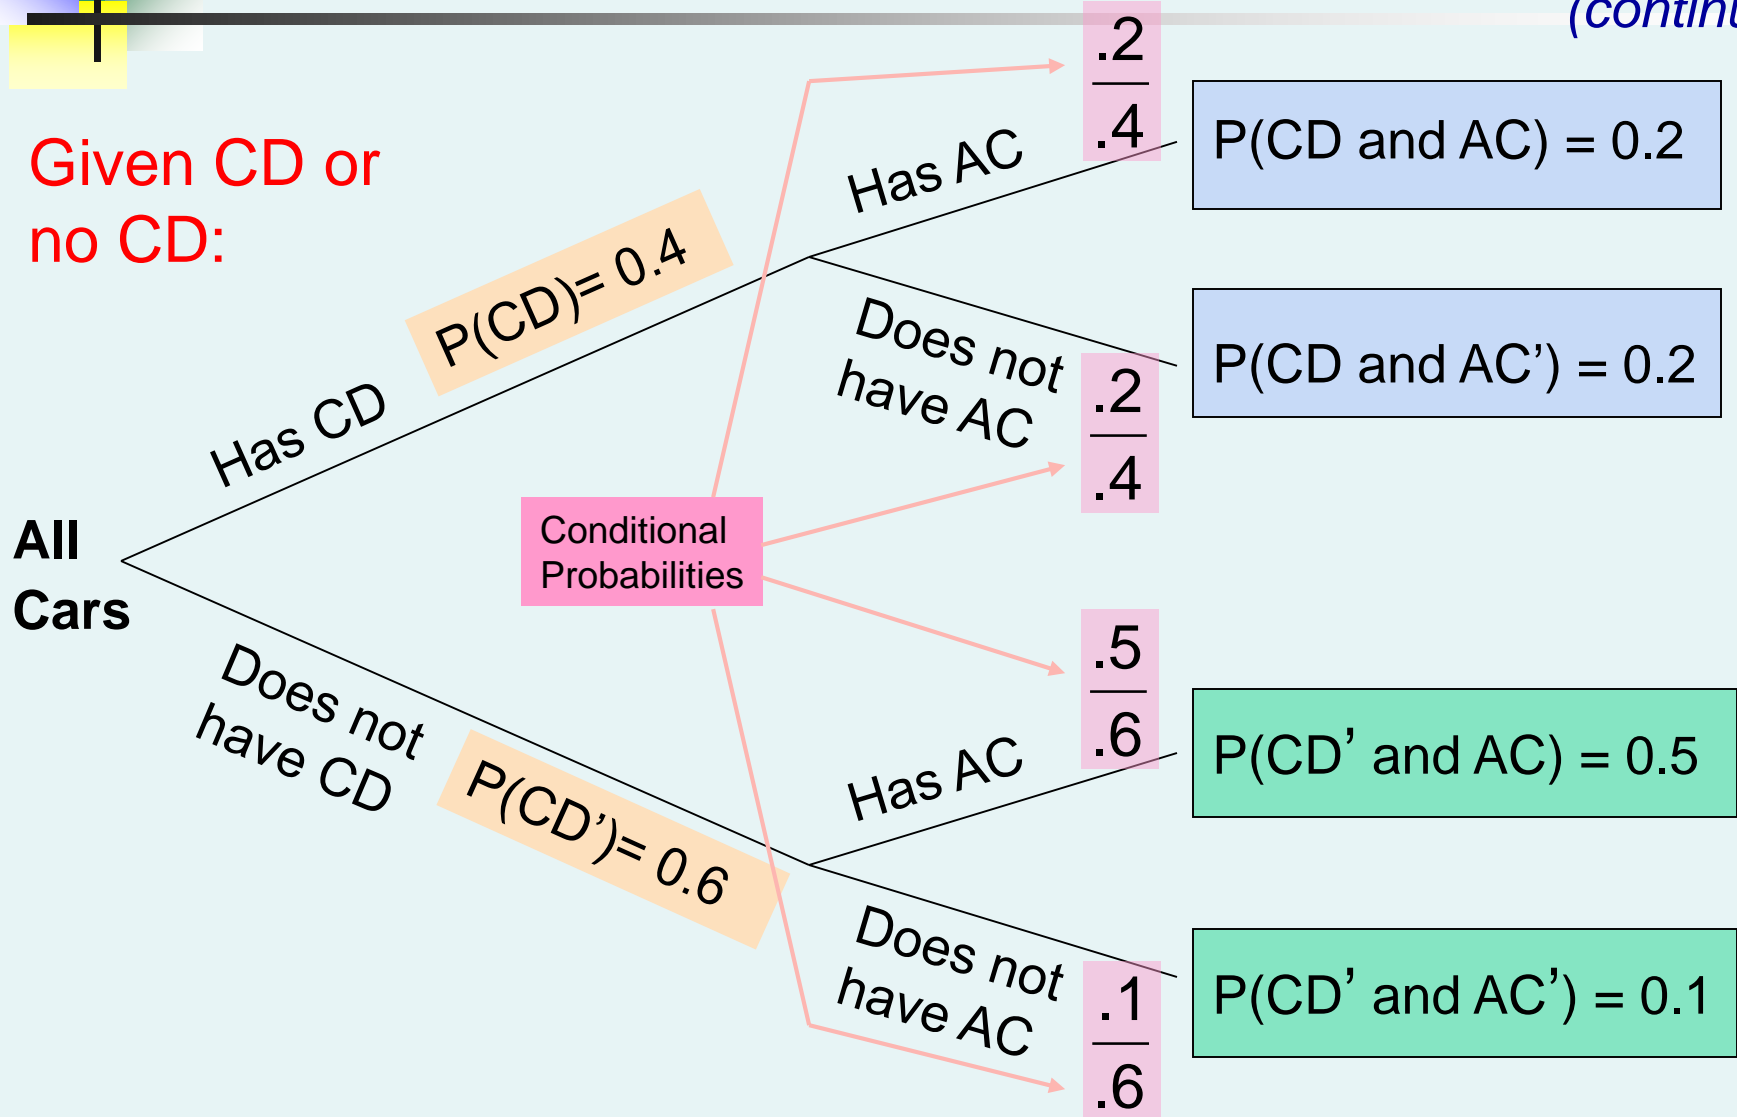 (continu
Given CD or
no CD:
All
Cars
Has CD
P(CD)= 0.4
Does not
have CD
P(CD’)= 0.6
Conditional
Probabilities
Has AC
.2
.4
P(CD and AC) = 0.2
Does not
have AC
.2
.4
P(CD and AC’) = 0.2
Has AC
.5
.6
P(CD’ and AC) = 0.5
Does not
have AC
.1
.6
P(CD’ and AC’) = 0.1